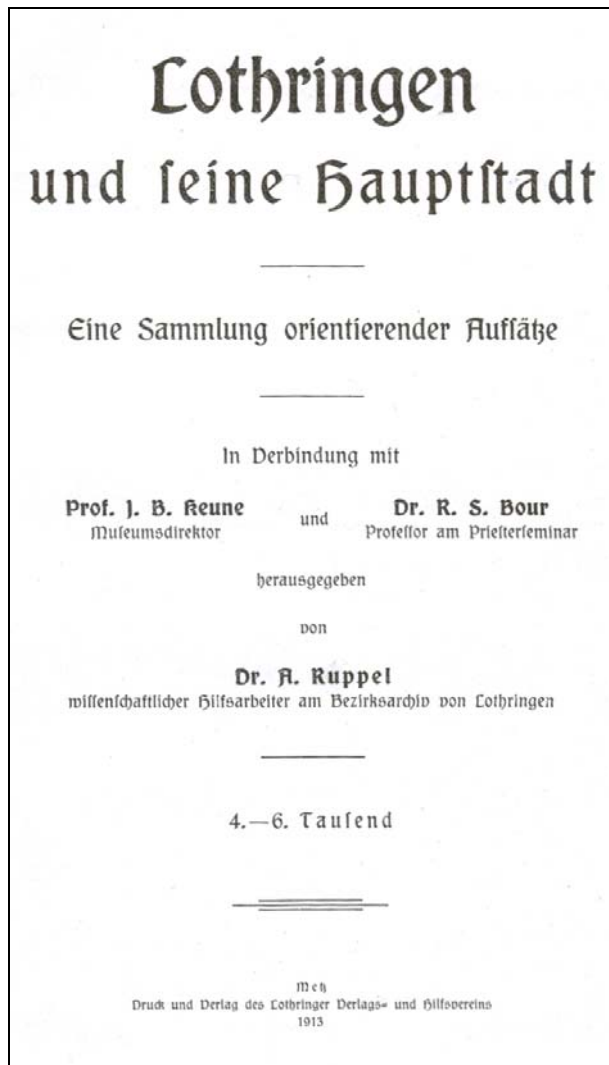 Lothringen
und ſeine Hauptſtadt
Eine Sammlung orientierender Aufſätze
In Verbindung mit
Prof. J. B. Keune
Muſeumsdirektor
und
Dr. R. S. Bour
Profeſſor am Prieſterſeminar
herausgegeben
von
Dr. A. Ruppel
wiſſenſchaftlicher Hilfsarbeiter am Bezirksarchiv von Lothringen
4.—6. Tauſend
Metz
Druck und Verlag des Lothringer Verlags- und Hilfsvereins
1913